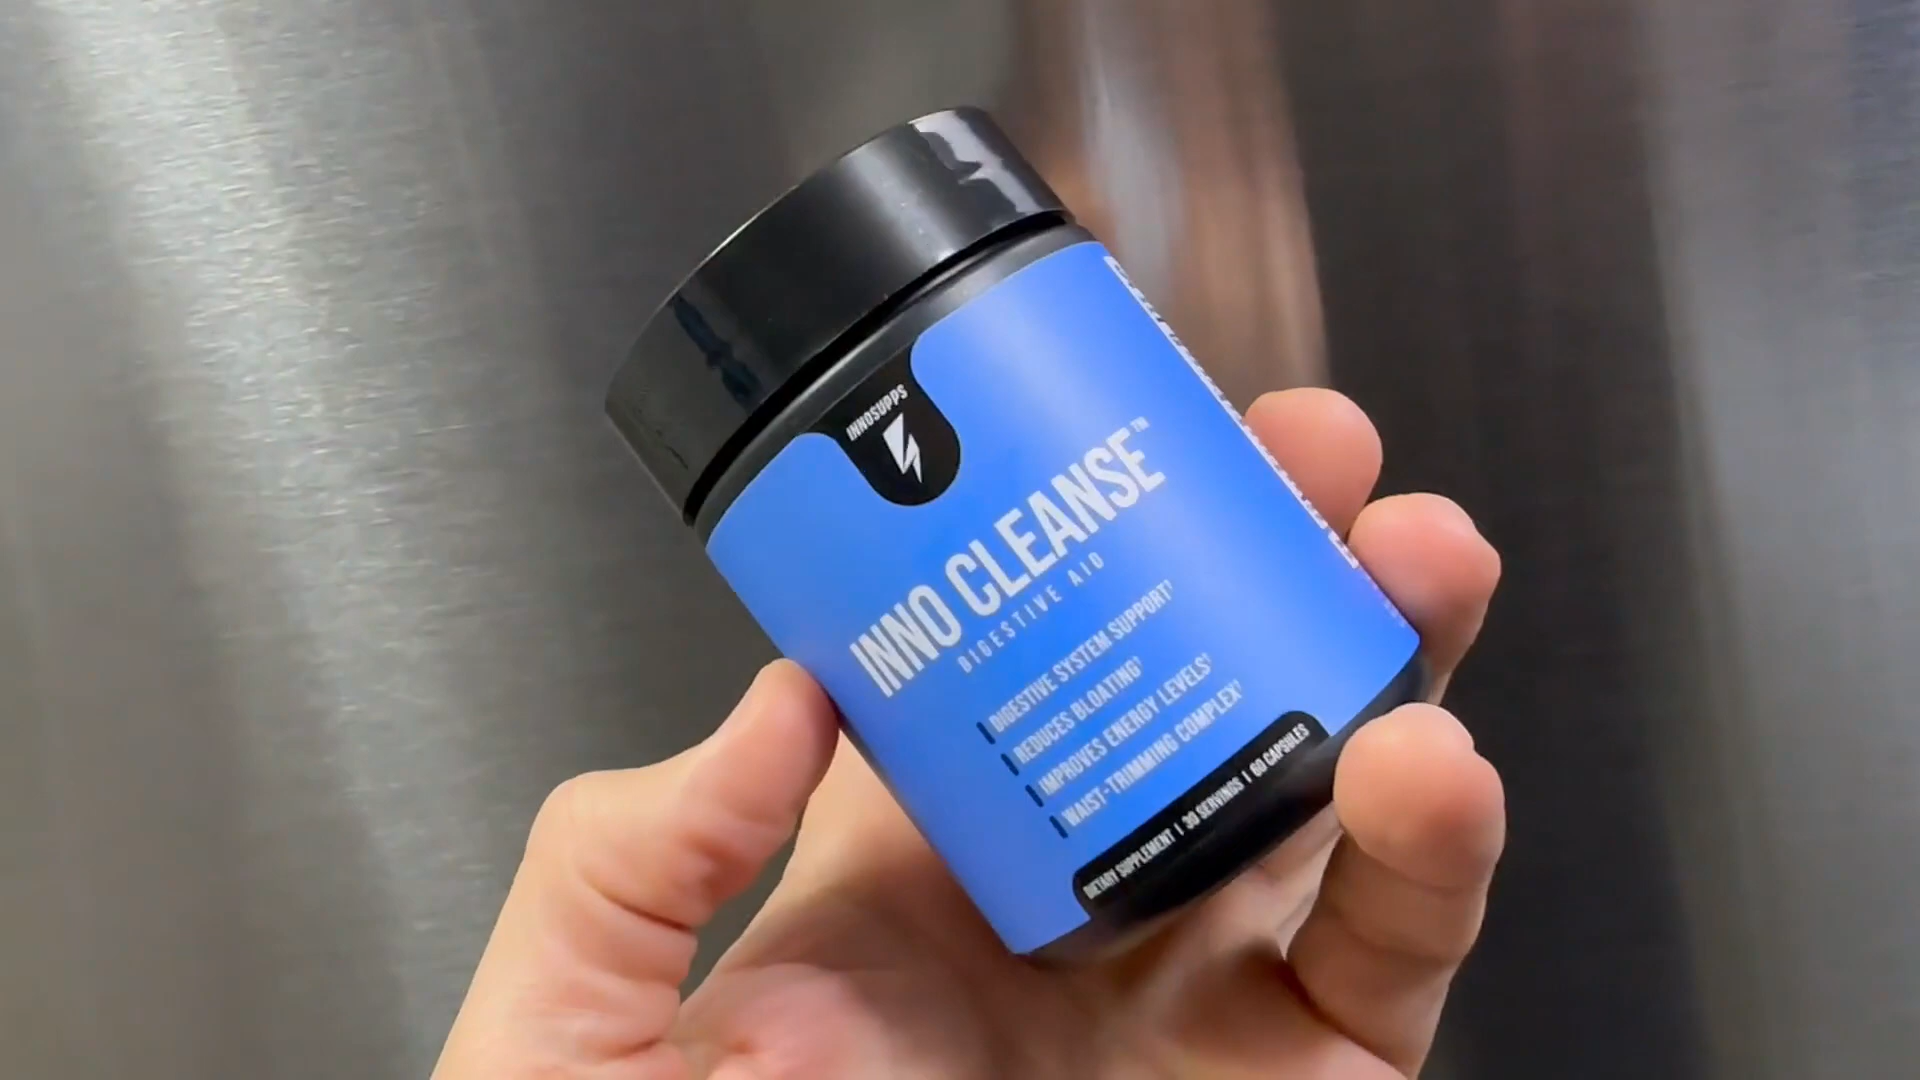 INNOSUPPS
INNO CLEANSE™
DIGESTIVE AID
DIGESTIVE SYSTEM SUPPORT†
REDUCES BLOATING†
IMPROVES ENERGY LEVELS†
WAIST-TRIMMING COMPLEX†
DIETARY SUPPLEMENT | 30 SERVINGS | 60 CAPSULES